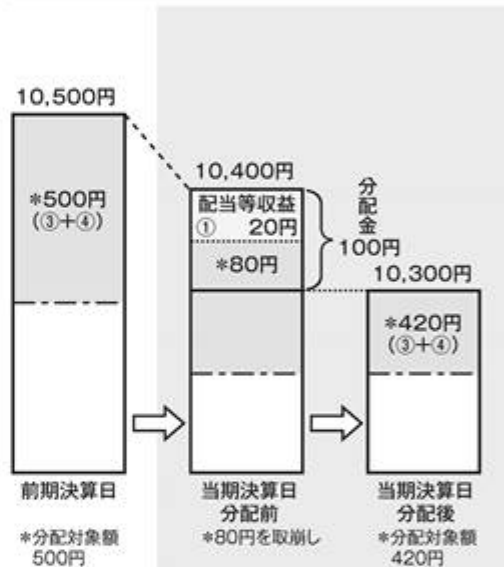 10,500円
*500円
(③+④)
前期決算日
*分配対象額
500円
10,400円
配当等収益
① 20円
*80円
分配金
100円
当期決算日
分配前
*80円を取崩し
10,300円
*420円
(③+④)
当期決算日
分配後
*分配対象額
420円